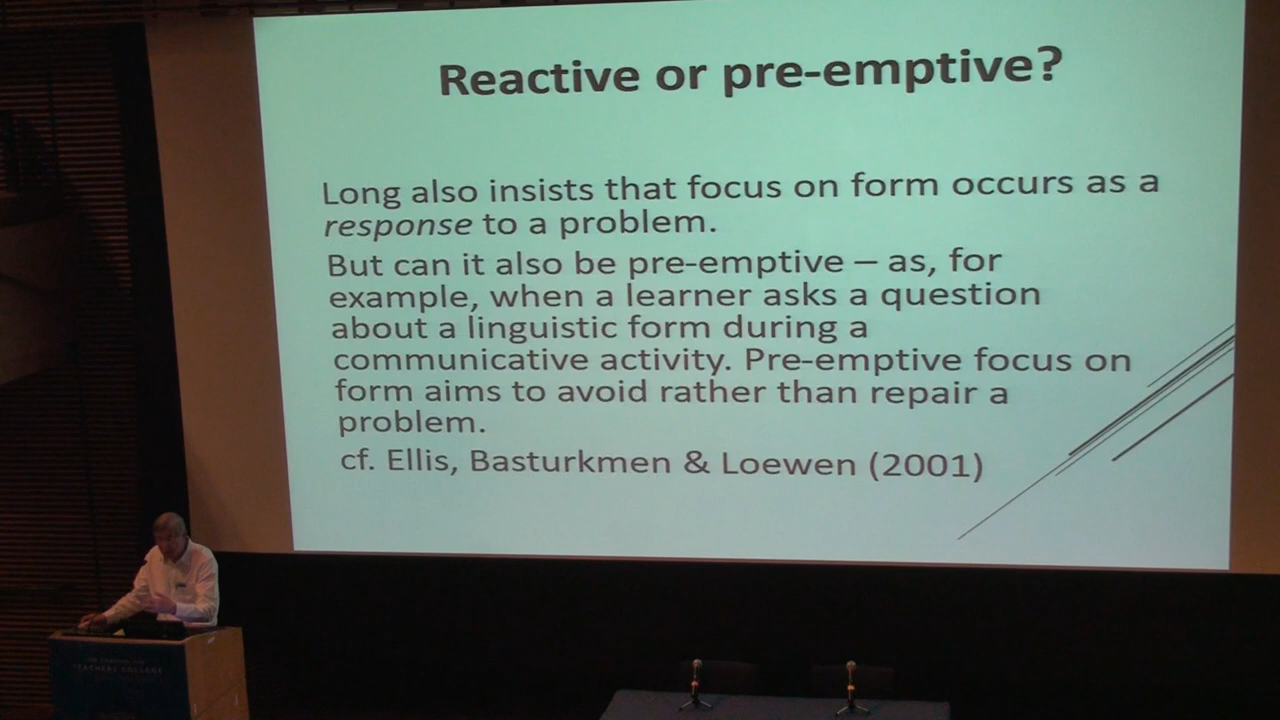 Reactive or pre-emptive?
Long also insists that focus on form occurs as a
response to a problem.
But can it also be pre-emptive – as, for
example, when a learner asks a question
about a linguistic form during a
communicative activity. Pre-emptive focus on
form aims to avoid rather than repair a
problem.
cf. Ellis, Basturkmen & Loewen (2001)
TEACHERS COLLEGE